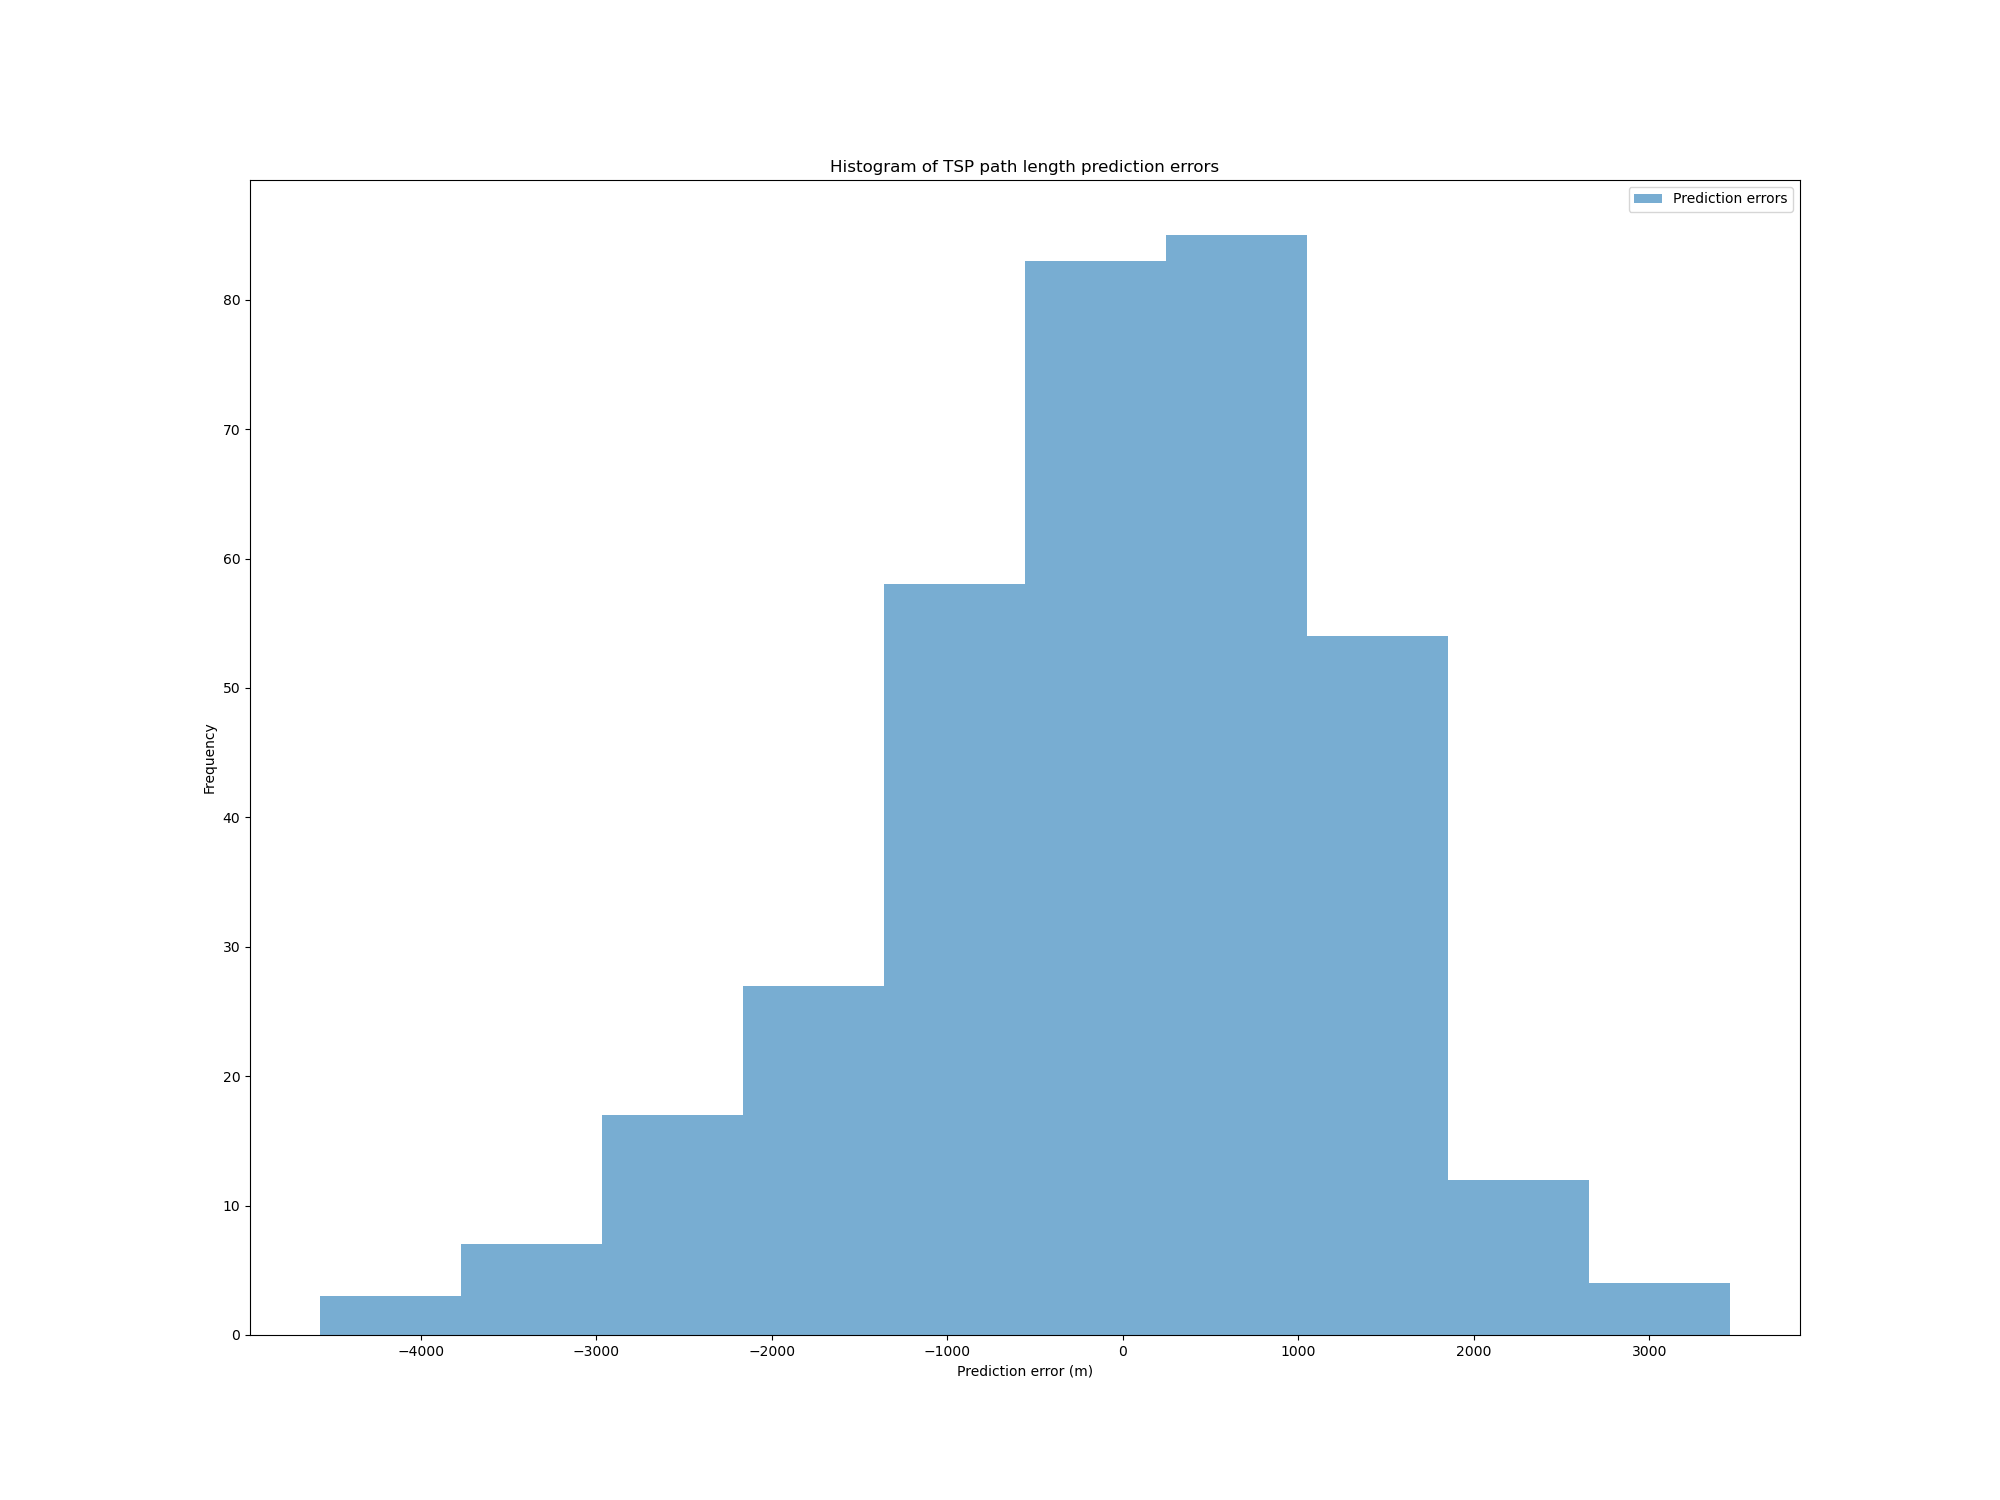 Histogram of TSP path length prediction errors
Prediction errors
80
70
60
50
40
30
20
10
0
Frequency
−4000 −3000 −2000 −1000 0 1000 2000 3000
Prediction error (m)